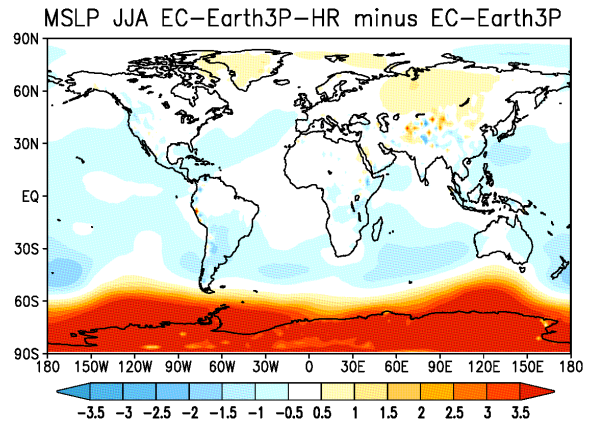 MSLP JJA EC-Earth3P-HR minus EC-Earth3P
90N
60N
30N
EQ
30S
60S
90S
180 150W 120W 90W 60W 30W 0 30E 60E 90E 120E 150E 180
-3.5 -3 -2.5 -2 -1.5 -1 -0.5 0.5 1 1.5 2 2.5 3 3.5